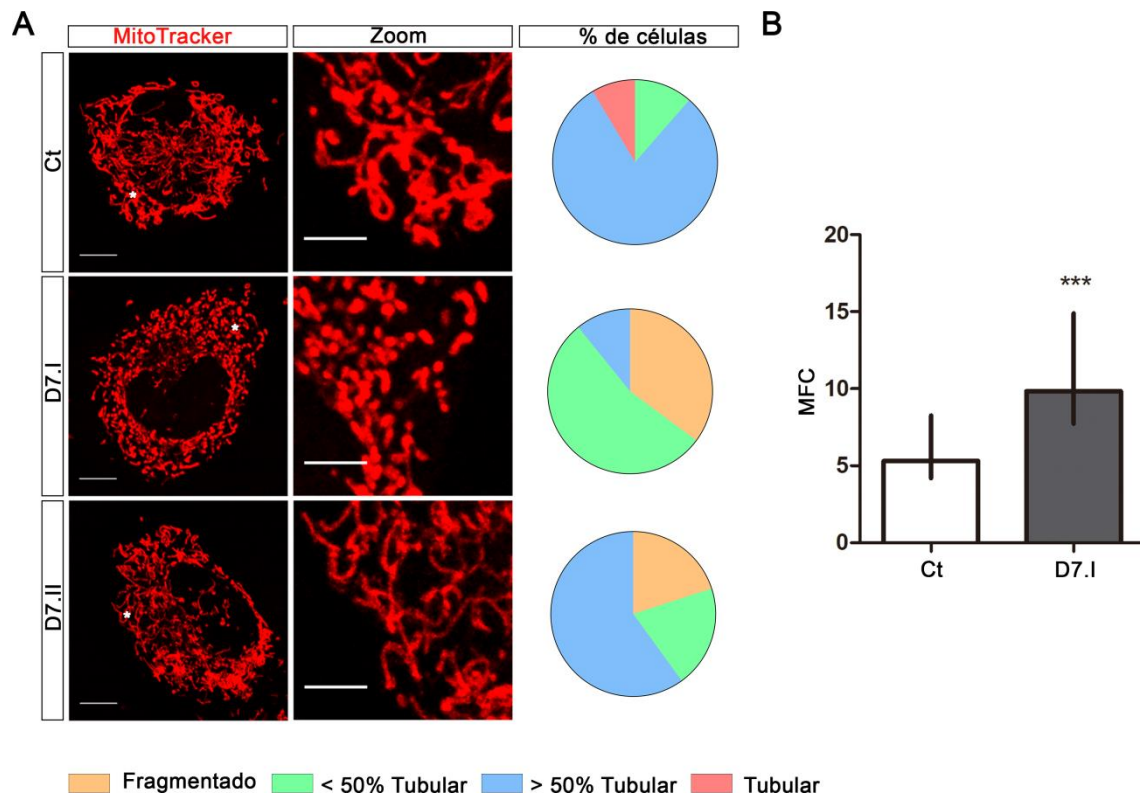 A
MitoTracker
Zoom
% de células
Ct
*
D7.I
*
D7.II
*
B
MFC
20
15
10
5
0
***
Ct
D7.I
Fragmentado
< 50% Tubular
> 50% Tubular
Tubular